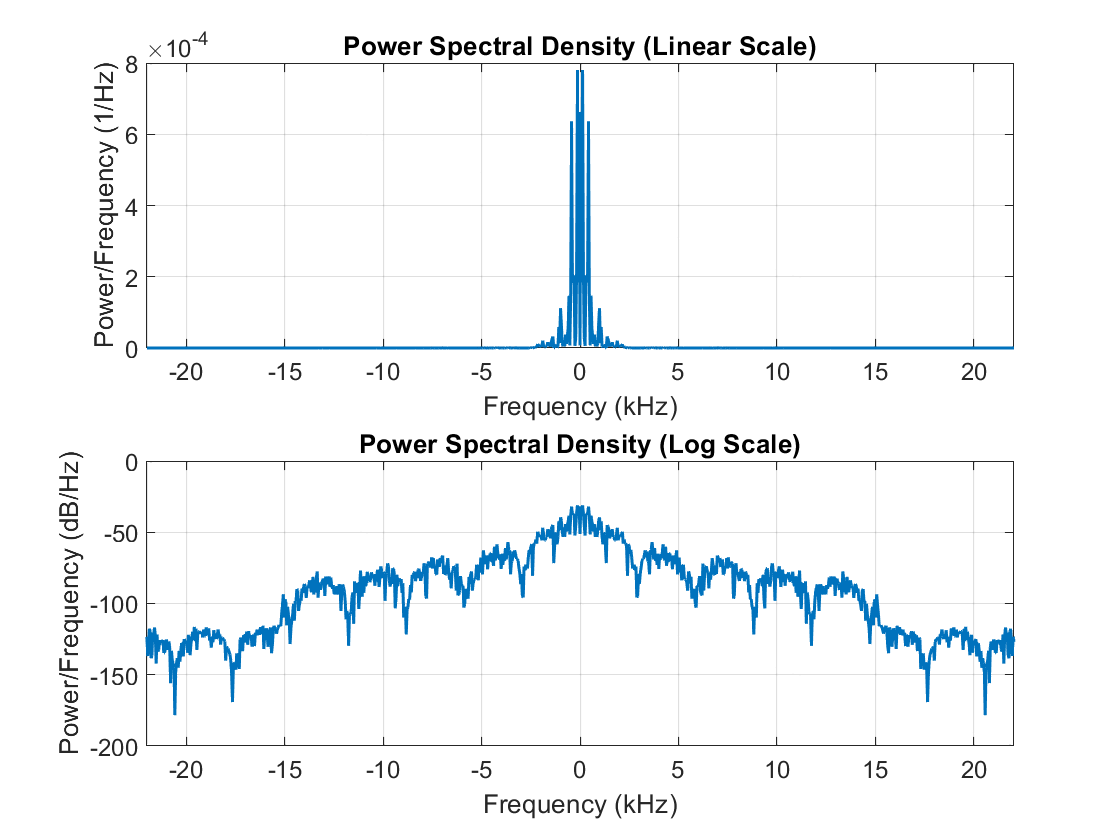 Power Spectral Density (Linear Scale)
×10⁻⁴
8
6
4
2
0
Power/Frequency (1/Hz)
-20 -15 -10 -5 0 5 10 15 20
Frequency (kHz)
Power Spectral Density (Log Scale)
0
-50
-100
-150
-200
Power/Frequency (dB/Hz)
-20 -15 -10 -5 0 5 10 15 20
Frequency (kHz)